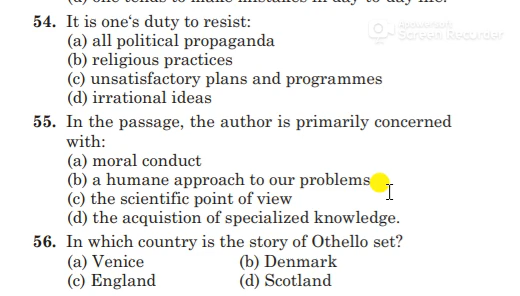 54. It is one‘s duty to resist:
(a) all political propaganda
(b) religious practices
(c) unsatisfactory plans and programmes
(d) irrational ideas
55. In the passage, the author is primarily concerned
with:
(a) moral conduct
(b) a humane approach to our problems
(c) the scientific point of view
(d) the acquistion of specialized knowledge.
56. In which country is the story of Othello set?
(a) Venice (b) Denmark
(c) England (d) Scotland
Screen Recorder